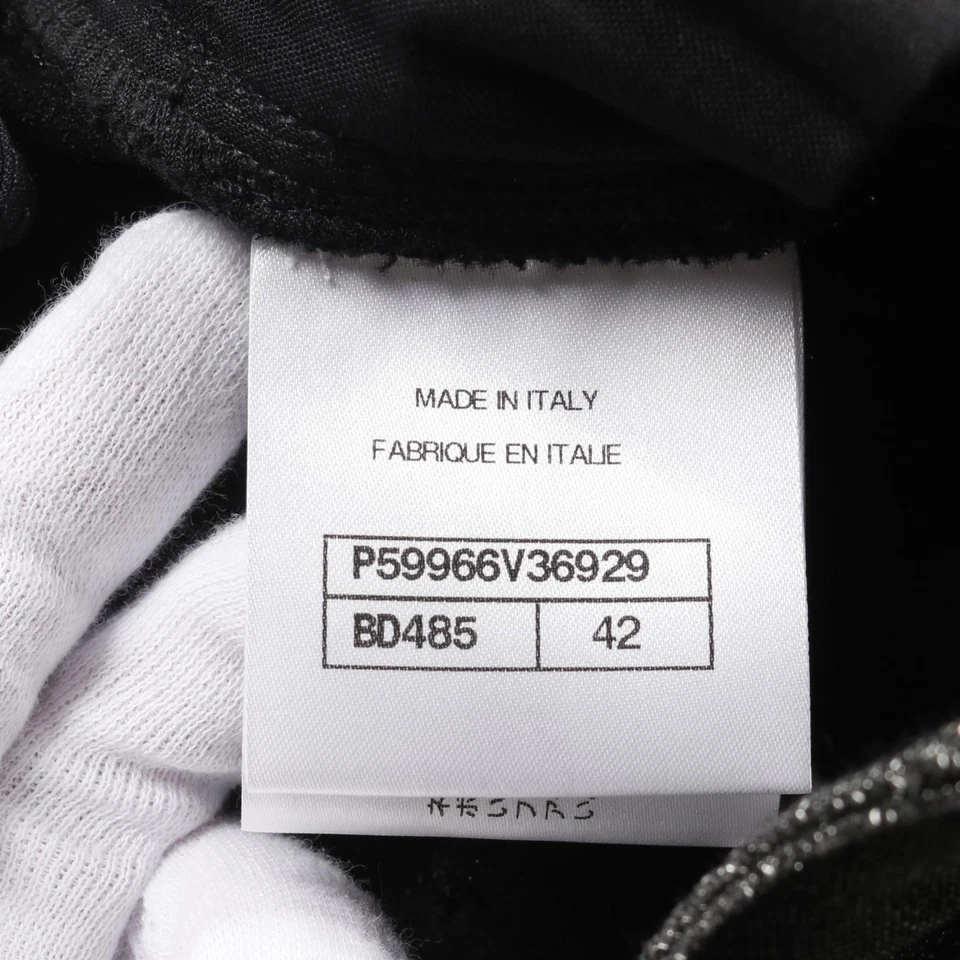 MADE IN ITALY
FABRIQUE EN ITALIE
P59966V36929
BD485 42